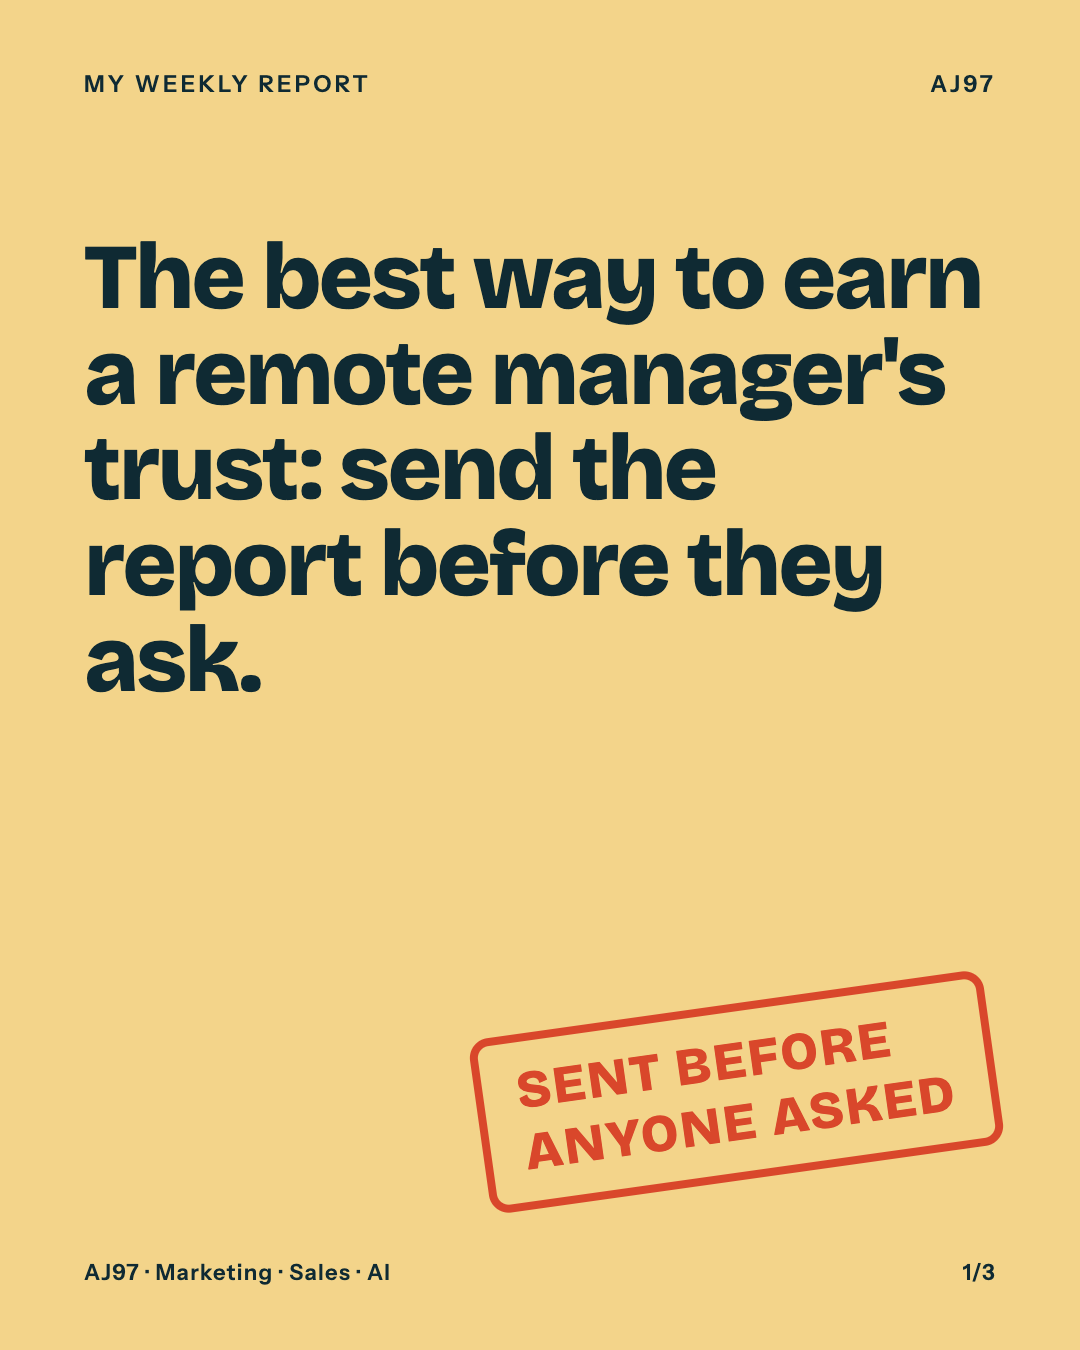 MY WEEKLY REPORT
AJ97
The best way to earn
a remote manager's
trust: send the
report before they
ask.
SENT BEFORE
ANYONE ASKED
AJ97 · Marketing · Sales · AI
1/3